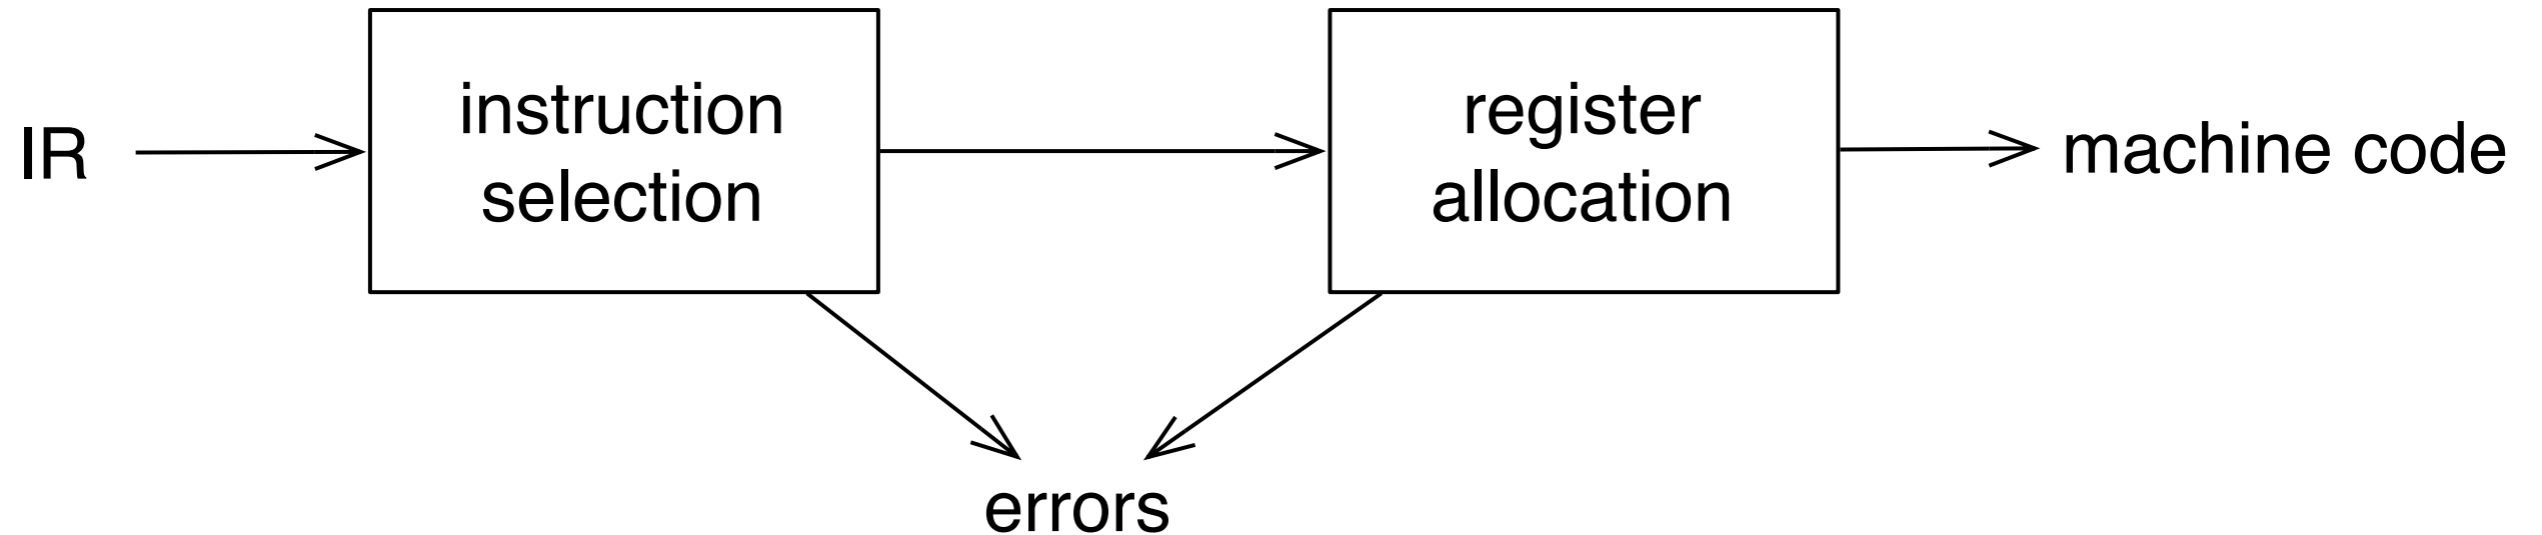 IR
instruction
selection
register
allocation
machine code
errors